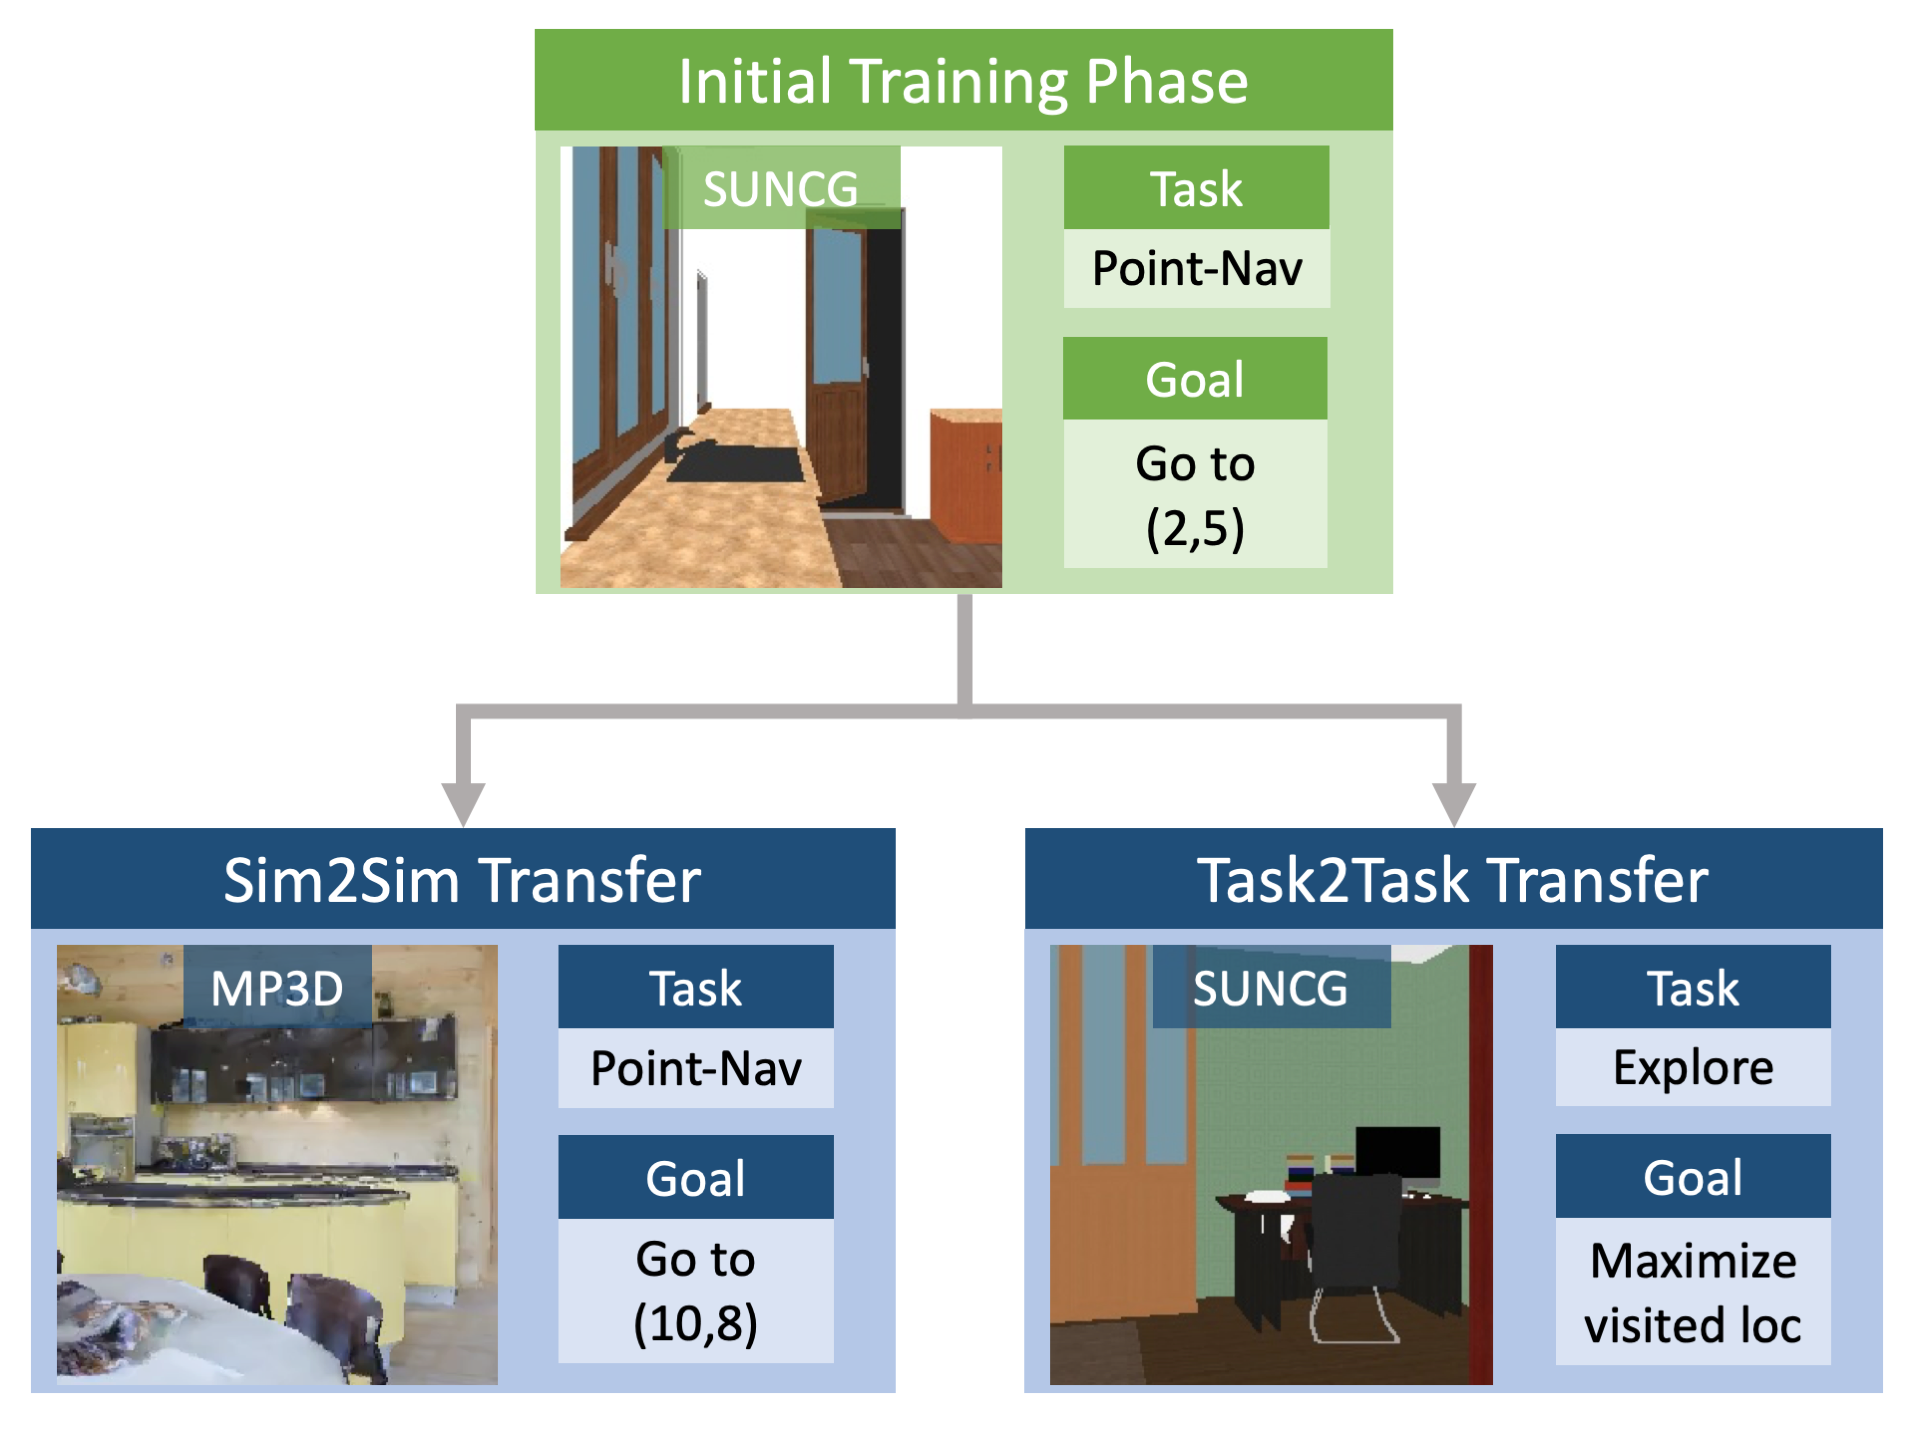 Initial Training Phase
SUNCG
Task
Point-Nav
Goal
Go to
(2,5)
Sim2Sim Transfer
MP3D
Task
Point-Nav
Goal
Go to
(10,8)
Task2Task Transfer
SUNCG
Task
Explore
Goal
Maximize
visited loc